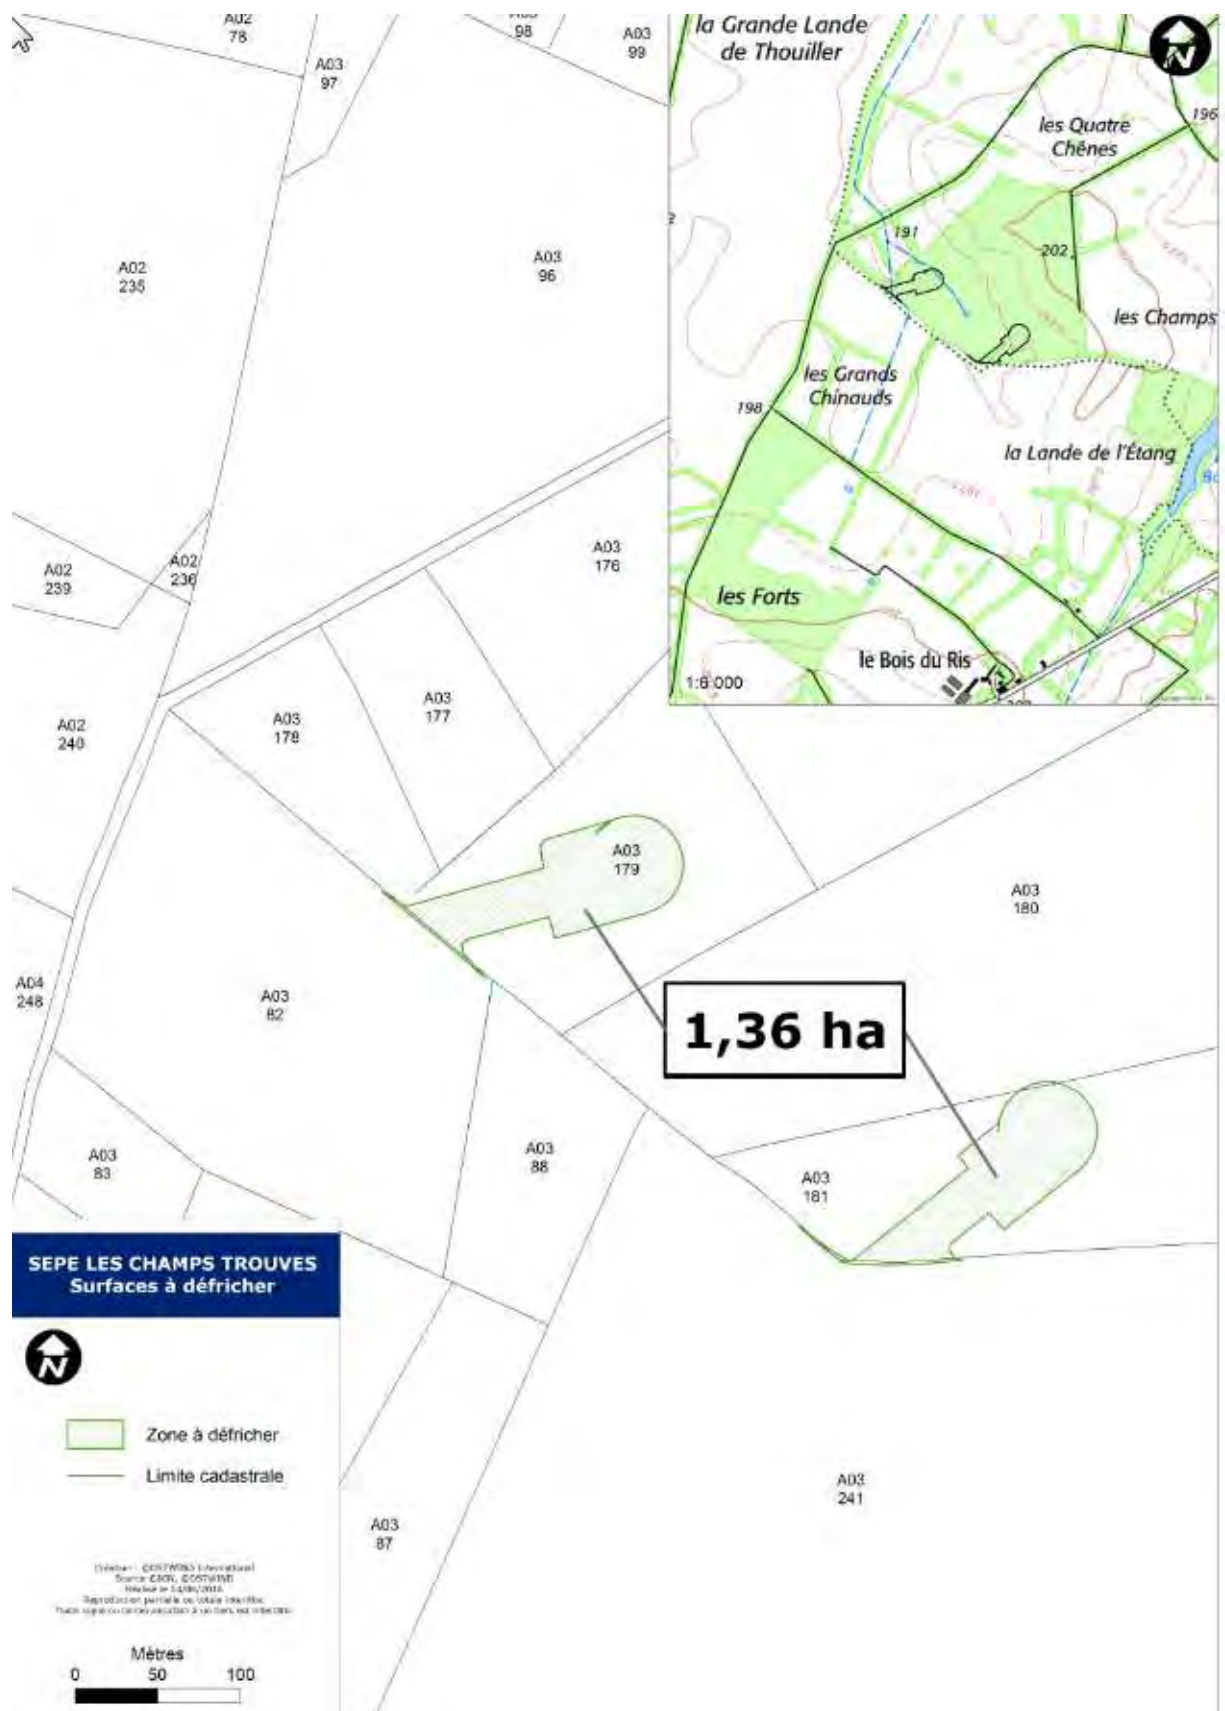 A02
78
98
A03
99
A03
97
A02
235
A03
96
A02
239
A02
236
A03
176
A02
240
A03
178
A03
177
A03
179
A03
180
A04
248
A03
82
1,36 ha
A03
83
A03
88
A03
181
A03
241
A03
87
la Grande Lande
de Thouiller
N
les Quatre
Chênes
196
191
202
les Champs
les Grands
Chinauds
198
la Lande de l'Étang
les Forts
le Bois du Ris
1:6 000
SEPE LES CHAMPS TROUVES
Surfaces à défricher
N
Zone à défricher
Limite cadastrale
Mètres
0 50 100